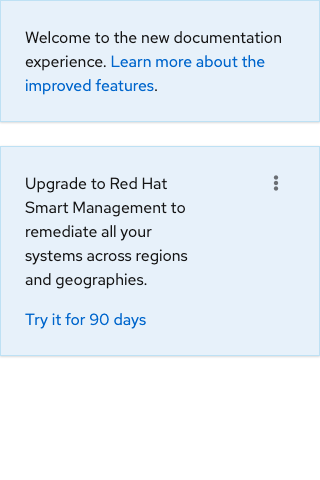 Welcome to the new documentation
experience. Learn more about the
improved features.
Upgrade to Red Hat
Smart Management to
remediate all your
systems across regions
and geographies.
Try it for 90 days